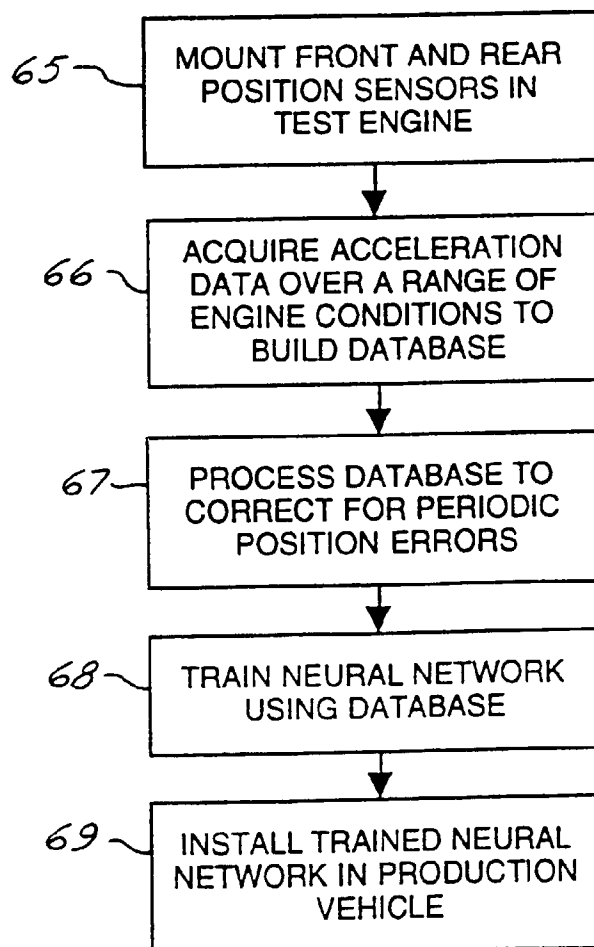 65
MOUNT FRONT AND REAR
POSITION SENSORS IN
TEST ENGINE
66
ACQUIRE ACCELERATION
DATA OVER A RANGE OF
ENGINE CONDITIONS TO
BUILD DATABASE
67
PROCESS DATABASE TO
CORRECT FOR PERIODIC
POSITION ERRORS
68
TRAIN NEURAL NETWORK
USING DATABASE
69
INSTALL TRAINED NEURAL
NETWORK IN PRODUCTION
VEHICLE